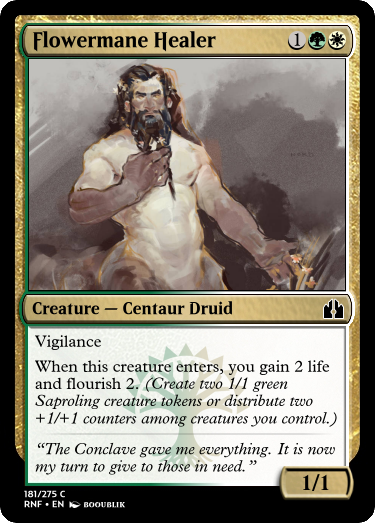 Flowermane Healer 1
Creature — Centaur Druid
Vigilance
When this creature enters, you gain 2 life
and flourish 2. (Create two 1/1 green
Saproling creature tokens or distribute two
+1/+1 counters among creatures you control.)
"The Conclave gave me everything. It is now
my turn to give to those in need."
1/1
181/275 C
RNF • EN BOOUBLIK